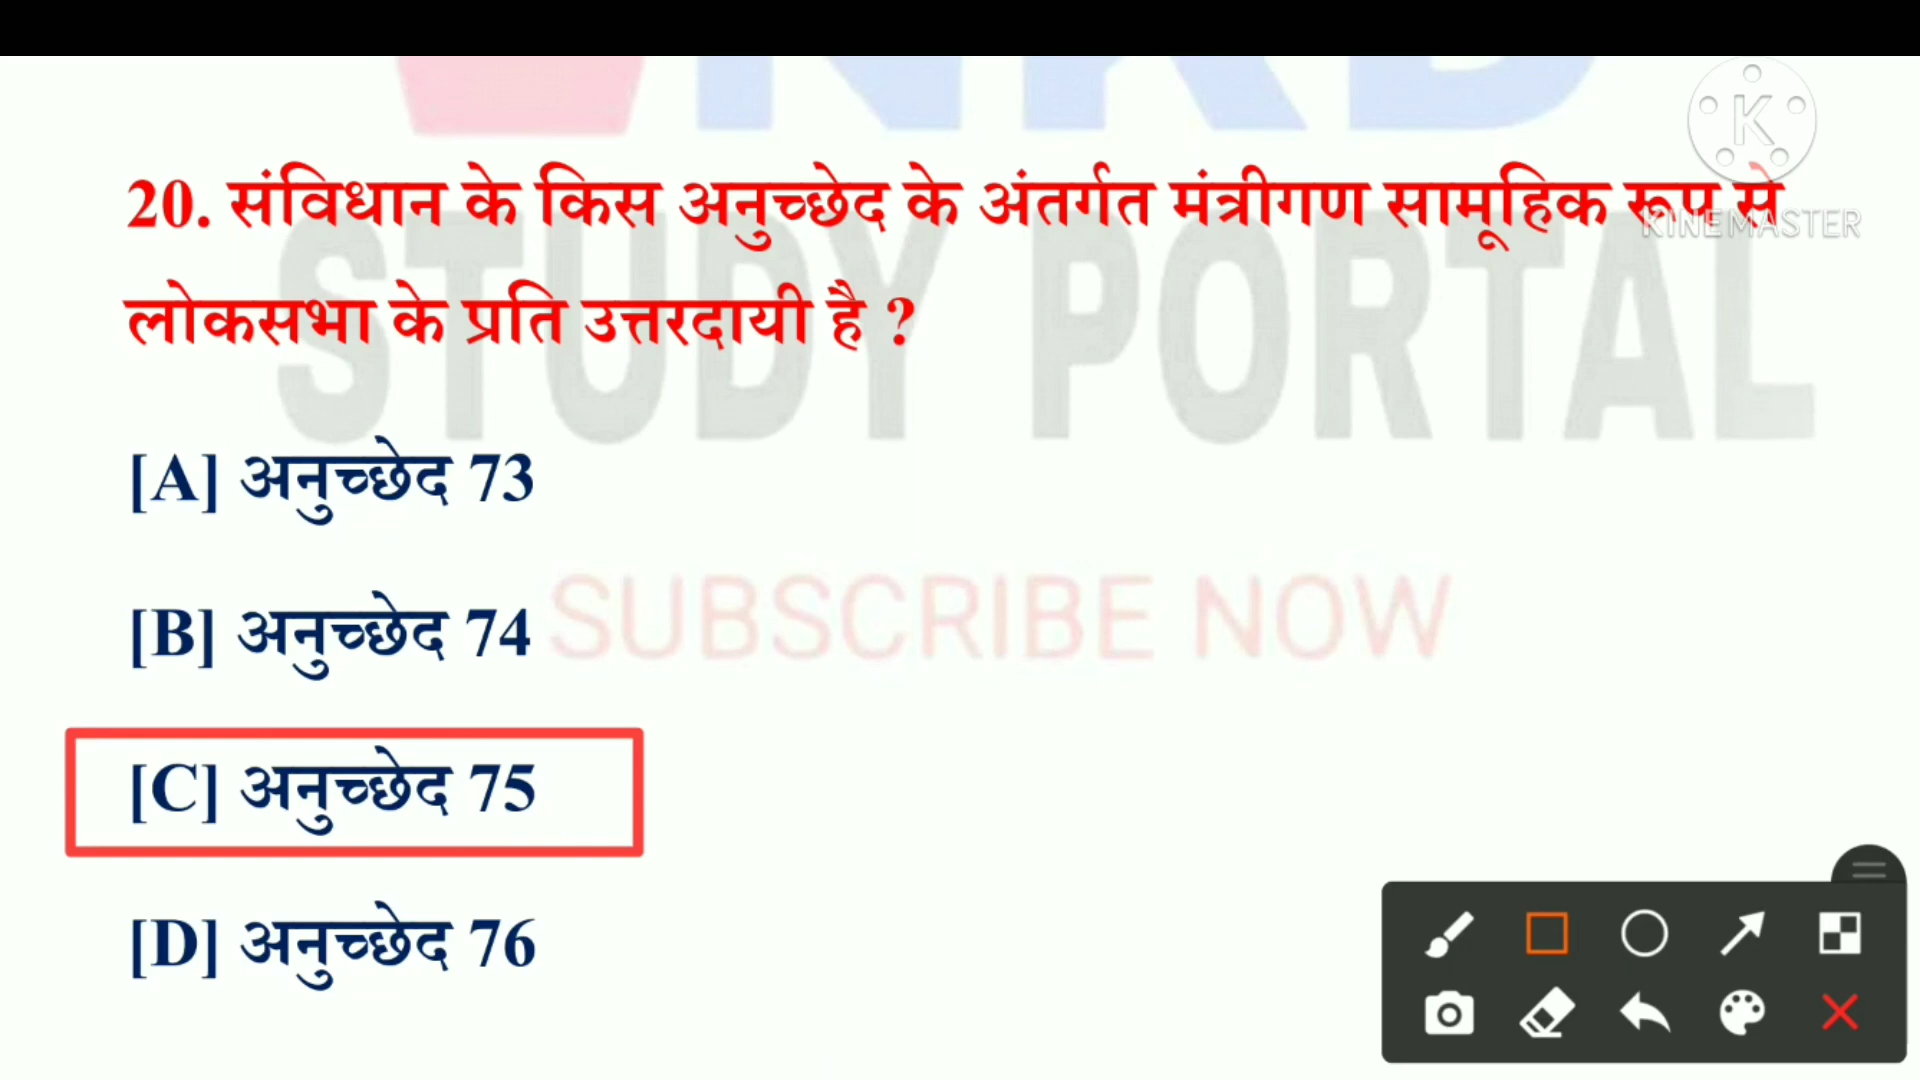 NKD
20. संविधान के किस अनुच्छेद के अंतर्गत मंत्रीगण सामूहिक रूप से
लोकसभा के प्रति उत्तरदायी है ?
K
KINEMASTER
STUDY PORTAL
[A] अनुच्छेद 73
[B] अनुच्छेद 74
SUBSCRIBE NOW
[C] अनुच्छेद 75
[D] अनुच्छेद 76